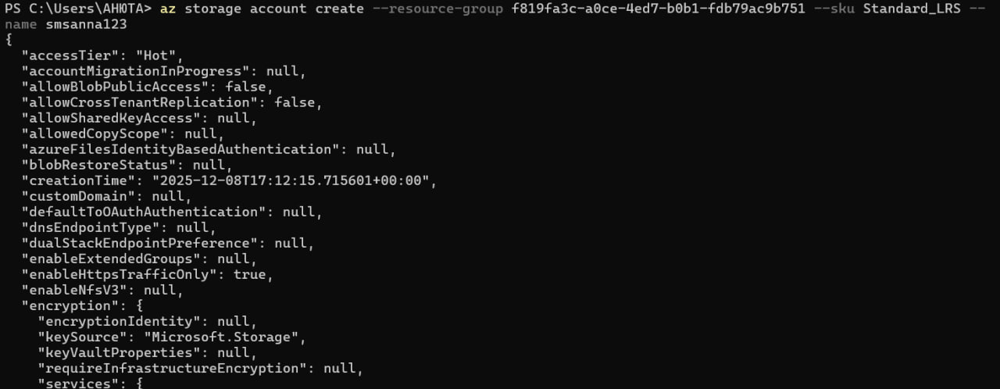 PS C:\Users\AHЮTA> az storage account create --resource-group f819fa3c-a0ce-4ed7-b0b1-fdb79ac9b751 --sku Standard_LRS --
name smsanna123
{
  "accessTier": "Hot",
  "accountMigrationInProgress": null,
  "allowBlobPublicAccess": false,
  "allowCrossTenantReplication": false,
  "allowSharedKeyAccess": null,
  "allowedCopyScope": null,
  "azureFilesIdentityBasedAuthentication": null,
  "blobRestoreStatus": null,
  "creationTime": "2025-12-08T17:12:15.715601+00:00",
  "customDomain": null,
  "defaultToOAuthAuthentication": null,
  "dnsEndpointType": null,
  "dualStackEndpointPreference": null,
  "enableExtendedGroups": null,
  "enableHttpsTrafficOnly": true,
  "enableNfsV3": null,
  "encryption": {
    "encryptionIdentity": null,
    "keySource": "Microsoft.Storage",
    "keyVaultProperties": null,
    "requireInfrastructureEncryption": null,
    "services": {